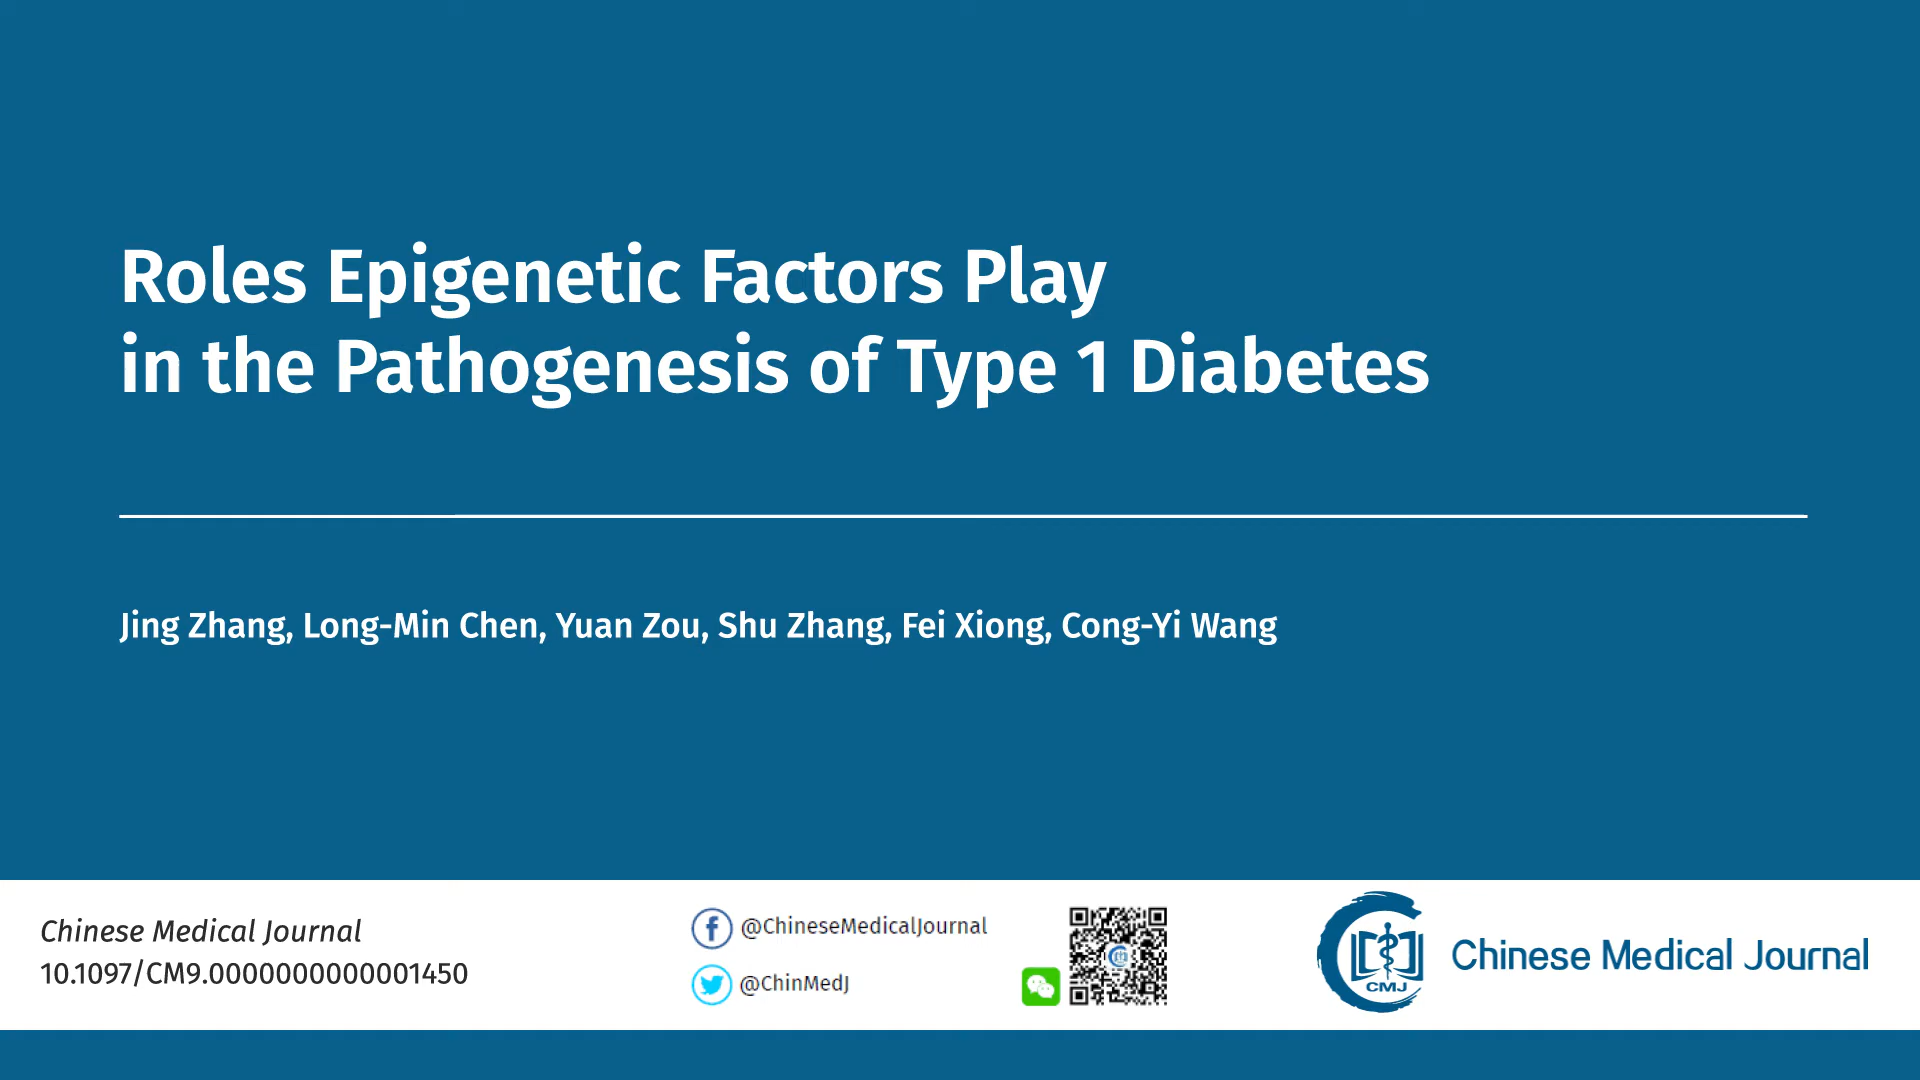 Roles Epigenetic Factors Play
in the Pathogenesis of Type 1 Diabetes
Jing Zhang, Long-Min Chen, Yuan Zou, Shu Zhang, Fei Xiong, Cong-Yi Wang
Chinese Medical Journal
10.1097/CM9.0000000000001450
@ChineseMedicalJournal
@ChinMedJ
CMJ
Chinese Medical Journal